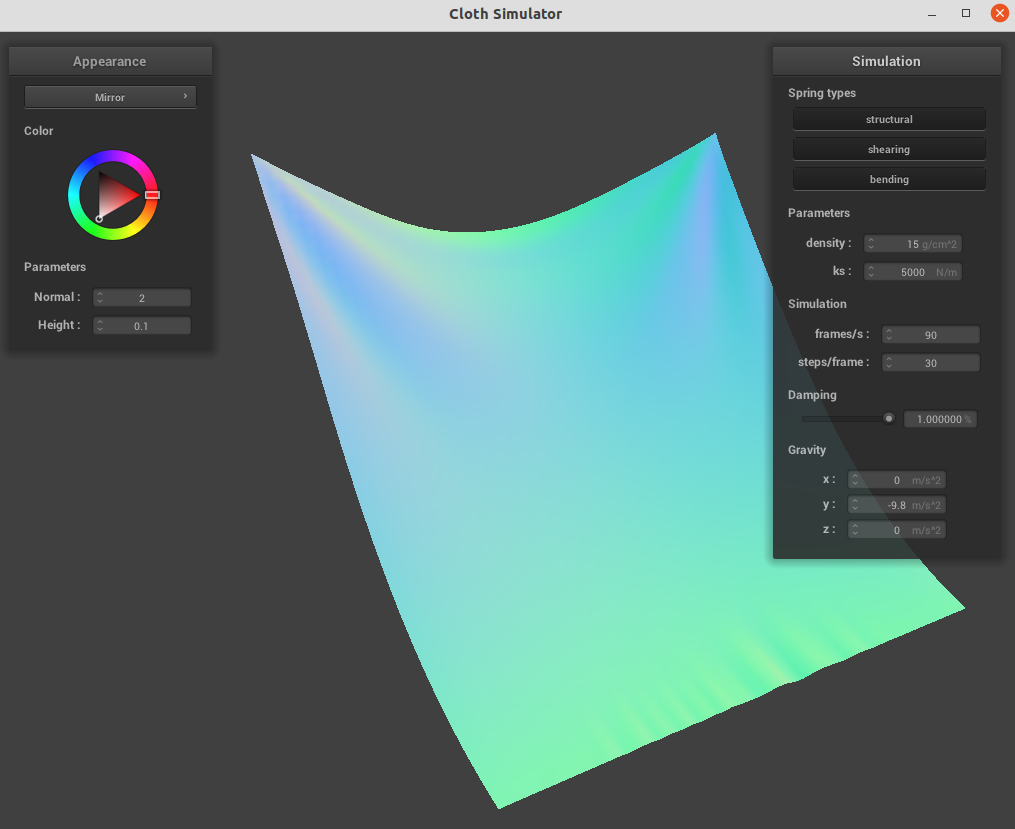 Cloth Simulator
Appearance
Mirror
Color
Parameters
Normal : 2
Height : 0.1
Simulation
Spring types
structural
shearing
bending
Parameters
density : 15 g/cm^2
ks : 5000 N/m
Simulation
frames/s : 90
steps/frame : 30
Damping
1.000000 %
Gravity
x : 0 m/s^2
y : -9.8 m/s^2
z : 0 m/s^2